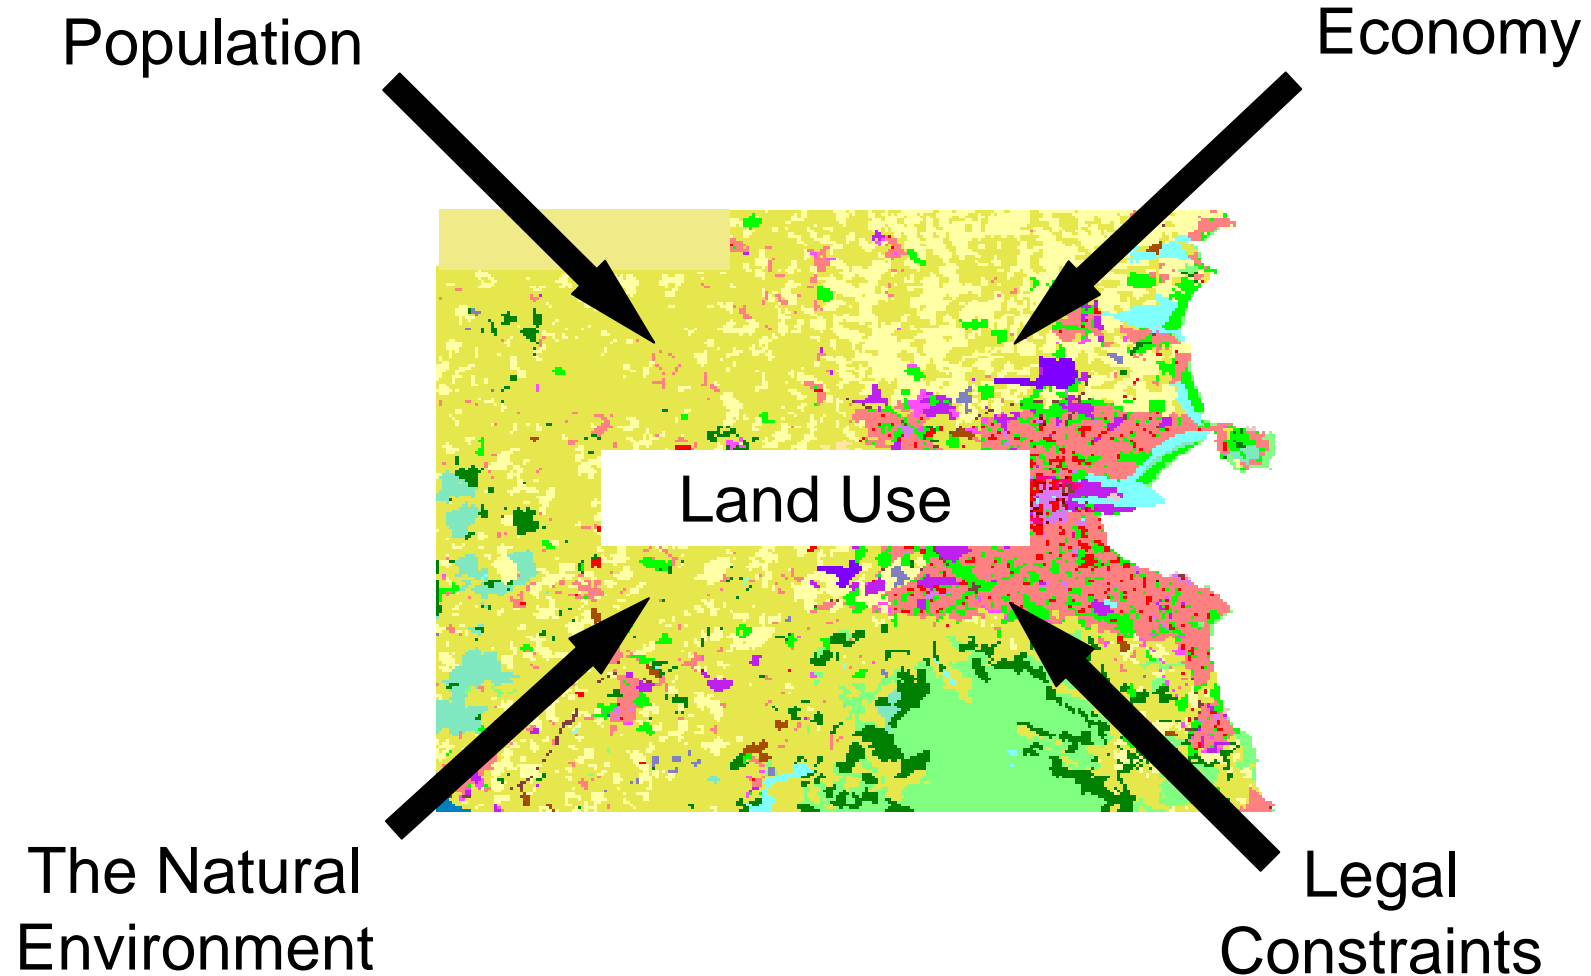 Population
Economy
Land Use
The Natural
Environment
Legal
Constraints